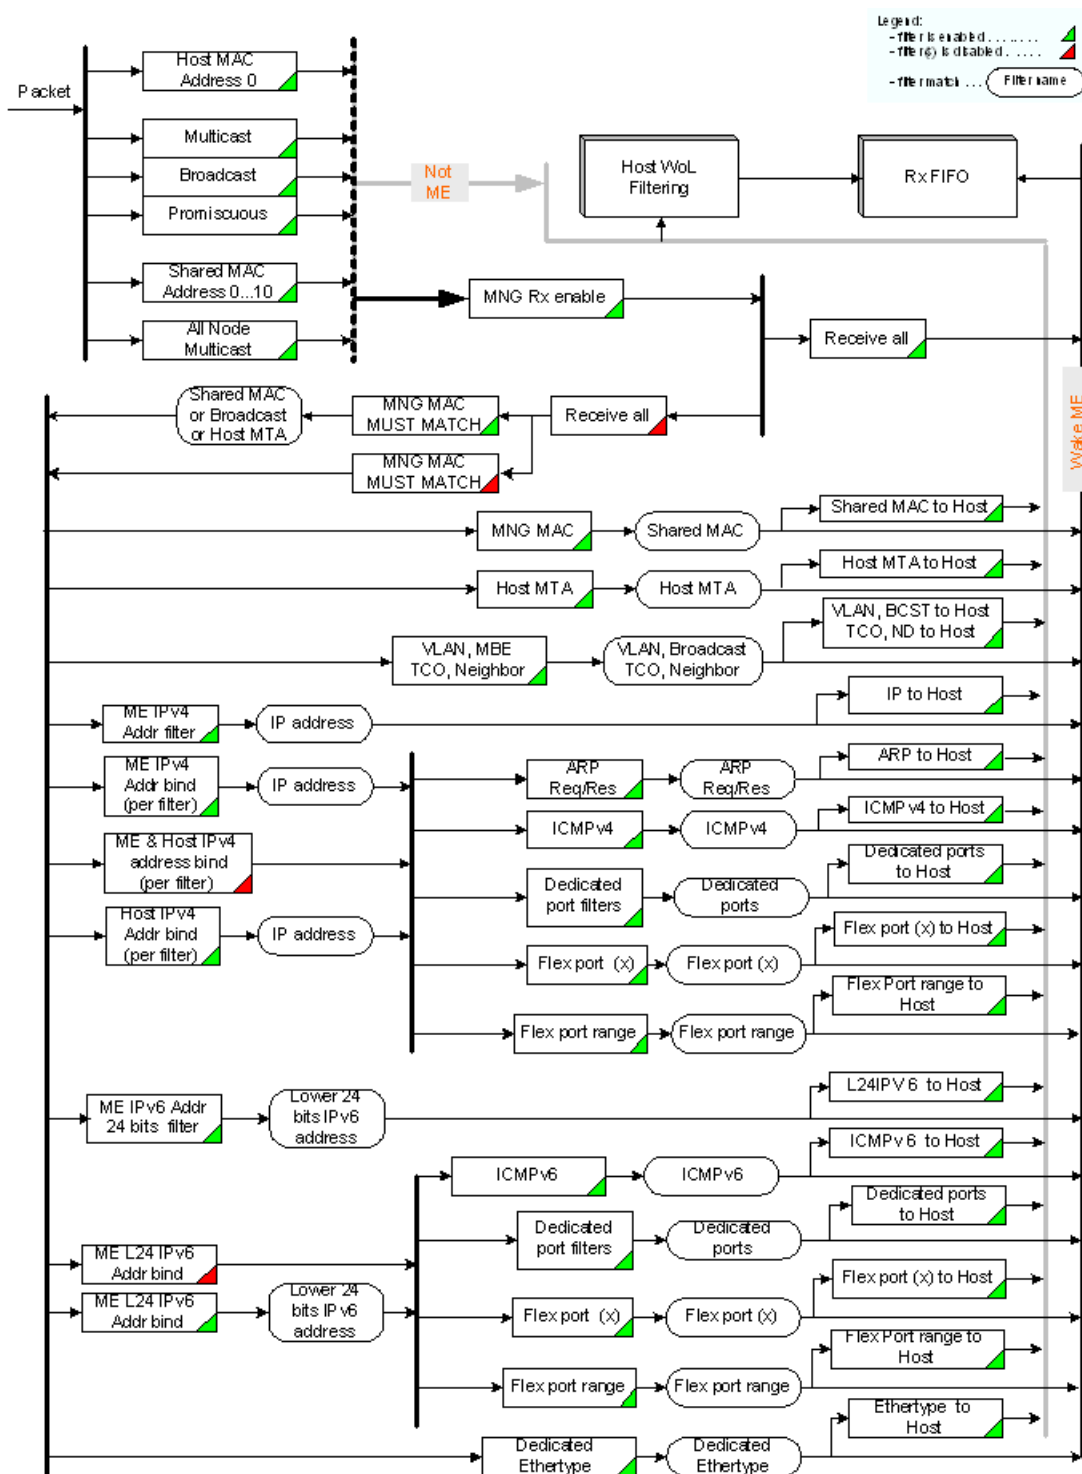 Legend:
- filter is enabled . . . . . . . . .
- filter(s) is disabled . . . . . .
- filter match . . . Filter name
Packet
Host MAC
Address 0
Multicast
Broadcast
Promiscuous
Shared MAC
Address 0...10
All Node
Multicast
Not
ME
Host WoL
Filtering
Rx FIFO
MNG Rx enable
Receive all
Wake ME
Shared MAC
or Broadcast
or Host MTA
MNG MAC
MUST MATCH
Receive all
MNG MAC
MUST MATCH
MNG MAC
Shared MAC
Shared MAC to Host
Host MTA
Host MTA
Host MTA to Host
VLAN, MBE
TCO, Neighbor
VLAN, Broadcast
TCO, Neighbor
VLAN, BCST to Host
TCO, ND to Host
ME IPv4
Addr filter
IP address
IP to Host
ME IPv4
Addr bind
(per filter)
IP address
ARP
Req/Res
ARP
Req/Res
ARP to Host
ICMPv4
ICMPv4
ICMPv4 to Host
ME & Host IPv4
address bind
(per filter)
Dedicated
port filters
Dedicated
ports
Dedicated ports
to Host
Host IPv4
Addr bind
(per filter)
IP address
Flex port (x)
Flex port (x)
Flex port (x) to Host
Flex port range
Flex port range
Flex Port range to
Host
ME IPv6 Addr
24 bits filter
Lower 24
bits IPv6
address
L24IPV6 to Host
ICMPv6
ICMPv6
ICMPv6 to Host
Dedicated
port filters
Dedicated
ports
Dedicated ports
to Host
ME L24 IPv6
Addr bind
ME L24 IPv6
Addr bind
Lower 24
bits IPv6
address
Flex port (x)
Flex port (x)
Flex port (x) to Host
Flex port range
Flex port range
Flex Port range to
Host
Dedicated
Ethertype
Dedicated
Ethertype
Ethertype to
Host